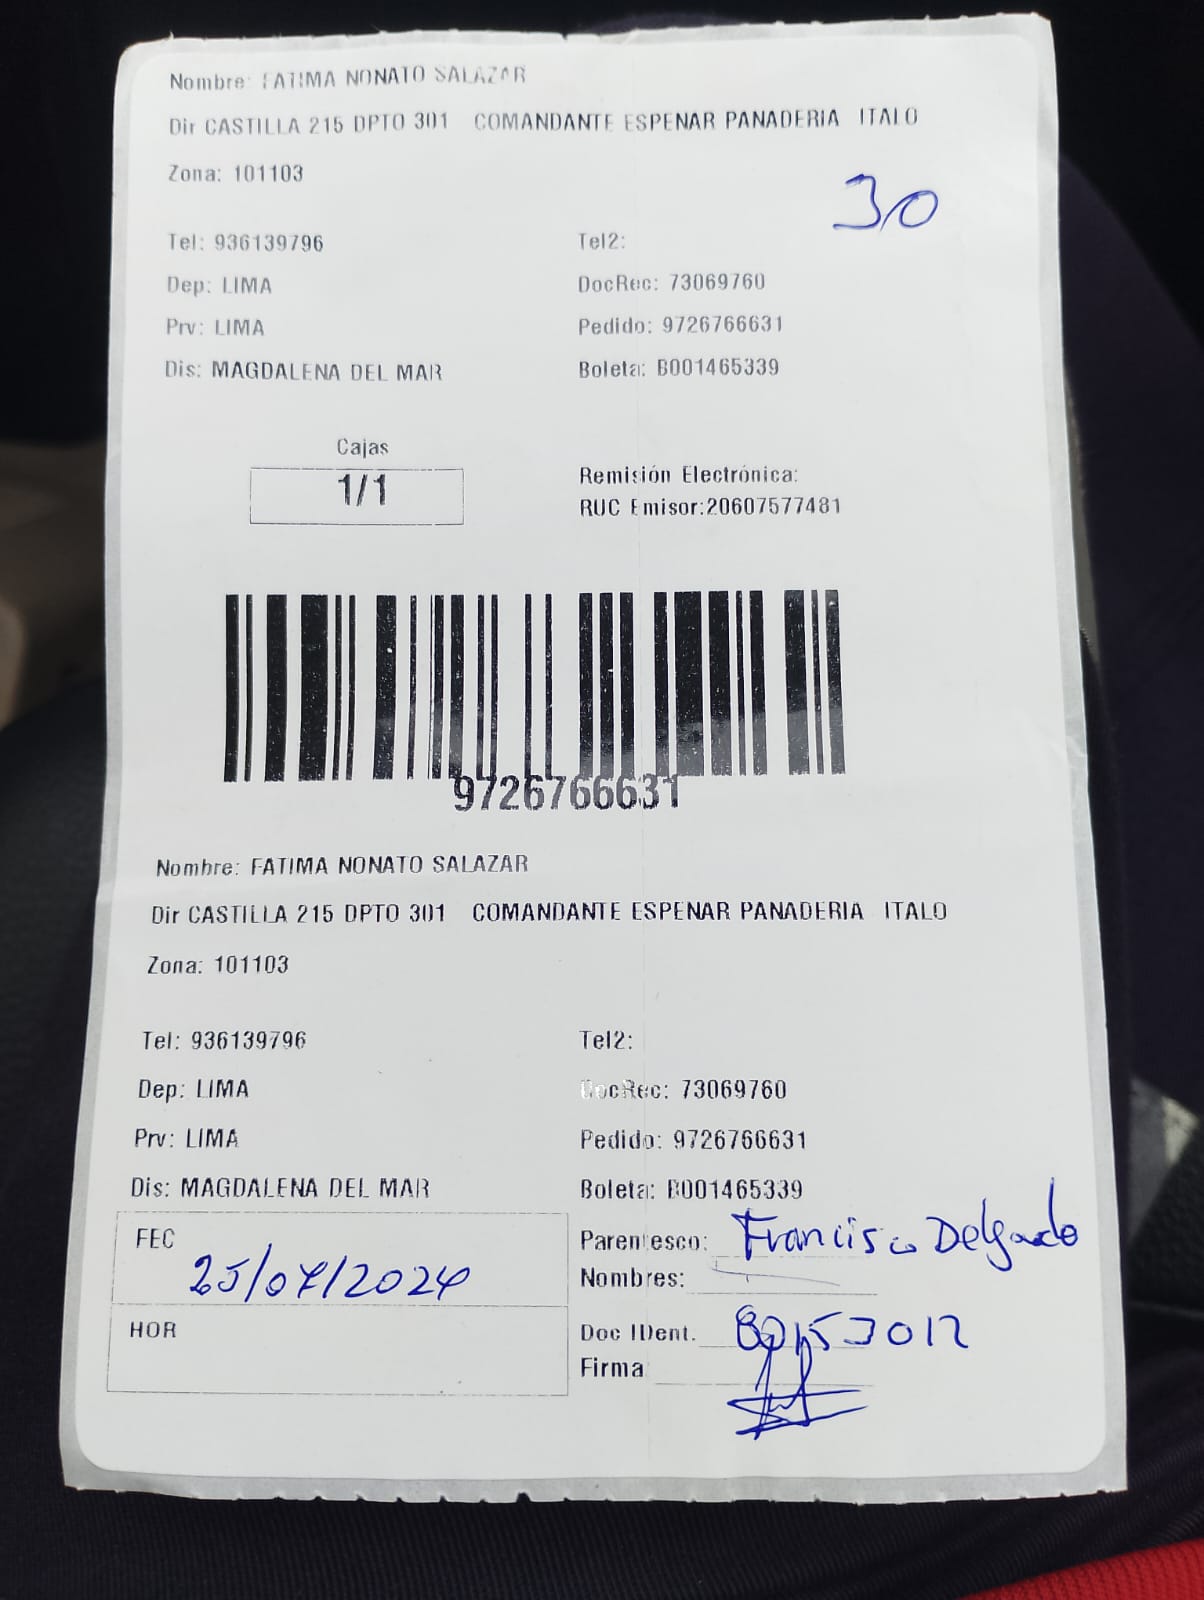 Nombre: FATIMA NONATO SALAZAR
Dir CASTILLA 215 DPTO 301 COMANDANTE ESPENAR PANADERIA ITALO
Zona: 101103
30
Tel: 936139796 Tel2:
Dep: LIMA DocRec: 73069760
Prv: LIMA Pedido: 9726766631
Dis: MAGDALENA DEL MAR Boleta: B001465339
Cajas
1/1
Remisión Electrónica:
RUC Emisor:20607577481
9726766631
Nombre: FATIMA NONATO SALAZAR
Dir CASTILLA 215 DPTO 301 COMANDANTE ESPENAR PANADERIA ITALO
Zona: 101103
Tel: 936139796 Tel2:
Dep: LIMA DocRec: 73069760
Prv: LIMA Pedido: 9726766631
Dis: MAGDALENA DEL MAR Boleta: B001465339
FEC 25/07/2024
HOR
Parentesco: Francisco Delgado
Nombres:
Doc IDent. 80153012
Firma